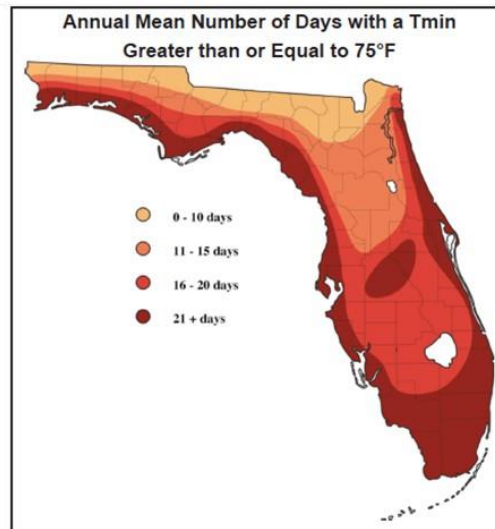 Annual Mean Number of Days with a Tmin
Greater than or Equal to 75°F
0 - 10 days
11 - 15 days
16 - 20 days
21 + days